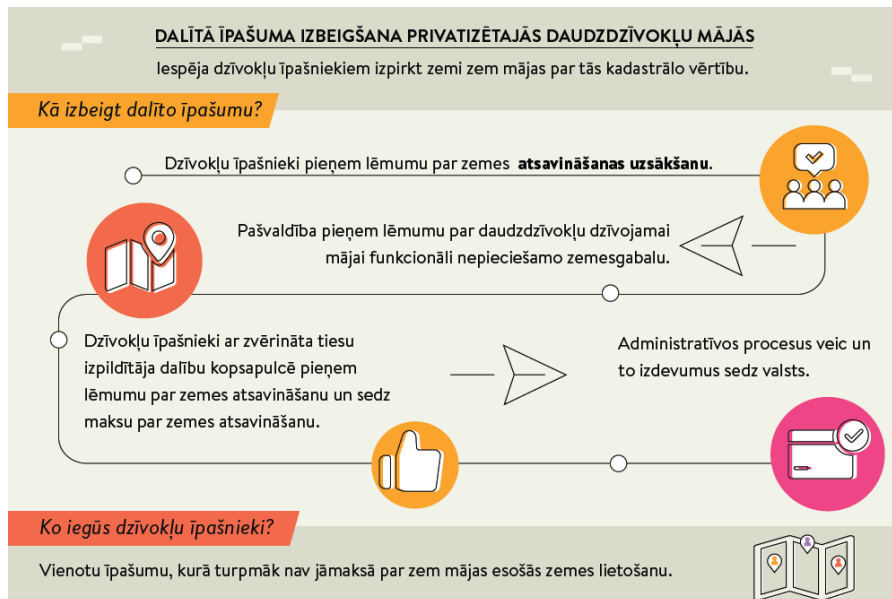 DALĪTĀ ĪPAŠUMA IZBEIGŠANA PRIVATIZĒTAJĀS DAUDZDZĪVOKĻU MĀJĀS
Iespēja dzīvokļu īpašniekiem izpirkt zemi zem mājas par tās kadastrālo vērtību.
Kā izbeigt dalīto īpašumu?
Dzīvokļu īpašnieki pieņem lēmumu par zemes atsavināšanas uzsākšanu.
Pašvaldība pieņem lēmumu par daudzdzīvokļu dzīvojamai
mājai funkcionāli nepieciešamo zemesgabalu.
Dzīvokļu īpašnieki ar zvērināta tiesu
izpildītāja dalību kopsapulcē pieņem
lēmumu par zemes atsavināšanu un sedz
maksu par zemes atsavināšanu.
Administratīvos procesus veic un
to izdevumus sedz valsts.
Ko iegūs dzīvokļu īpašnieki?
Vienotu īpašumu, kurā turpmāk nav jāmaksā par zem mājas esošās zemes lietošanu.